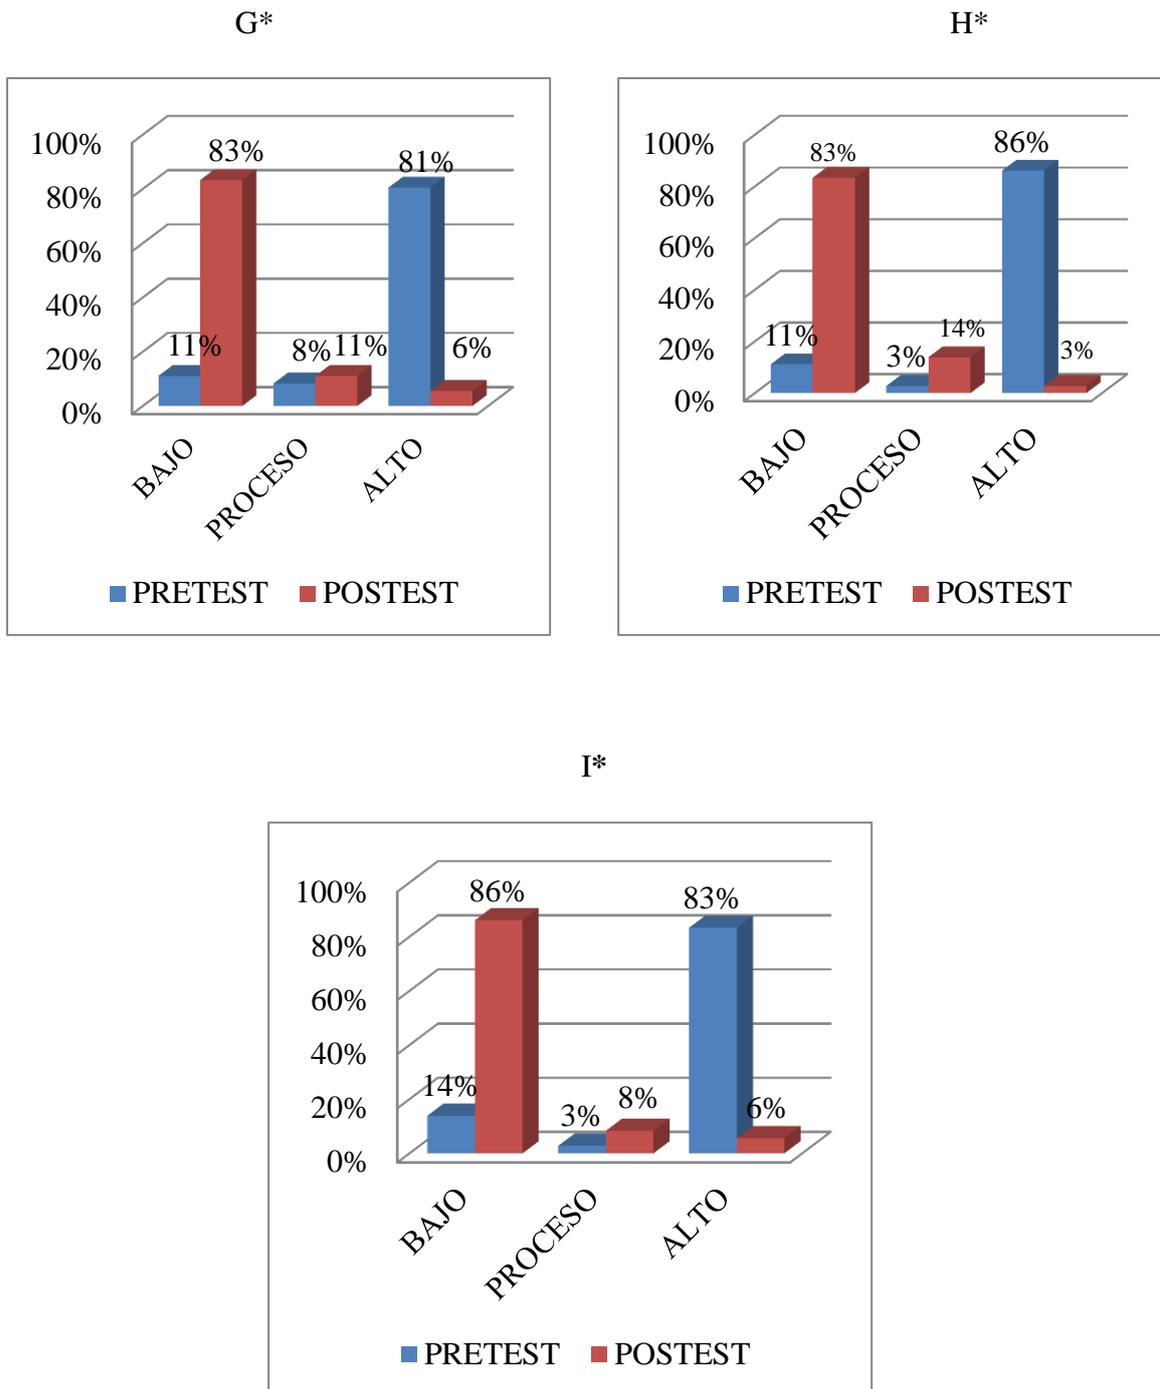 G*
H*
100%
80%
60%
40%
20%
0%
11%
83%
8%
11%
81%
6%
BAJO
PROCESO
ALTO
PRETEST POSTEST
100%
80%
60%
40%
20%
0%
11%
83%
3%
14%
86%
3%
BAJO
PROCESO
ALTO
PRETEST POSTEST
I*
100%
80%
60%
40%
20%
0%
14%
86%
3%
8%
83%
6%
BAJO
PROCESO
ALTO
PRETEST POSTEST